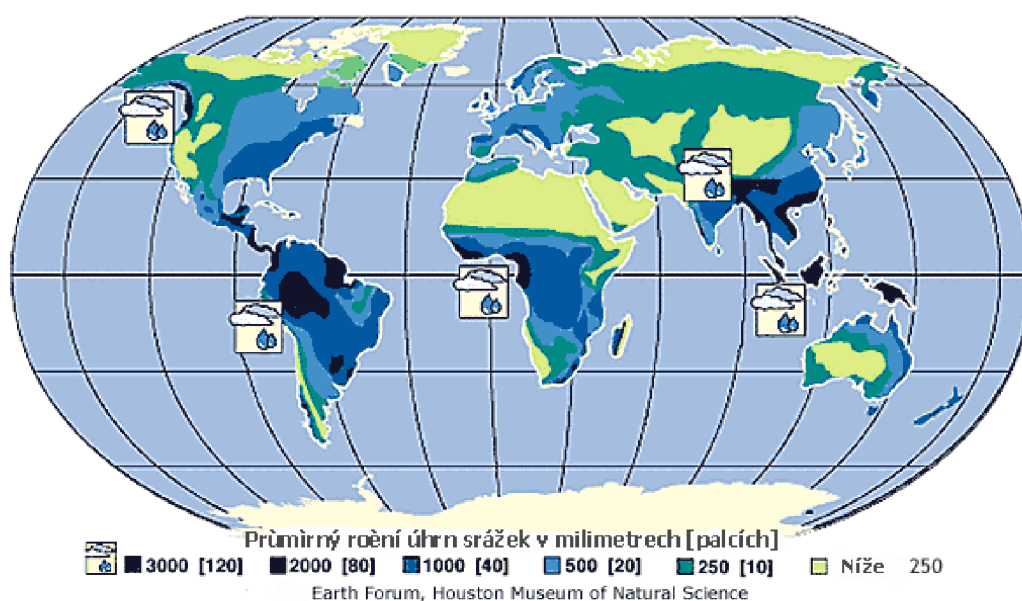 Prùmìrný roèní úhrn srážek v milimetrech [palcích]
3000 [120] 2000 [80] 1000 [40] 500 [20] 250 [10] Níže 250
Earth Forum, Houston Museum of Natural Science